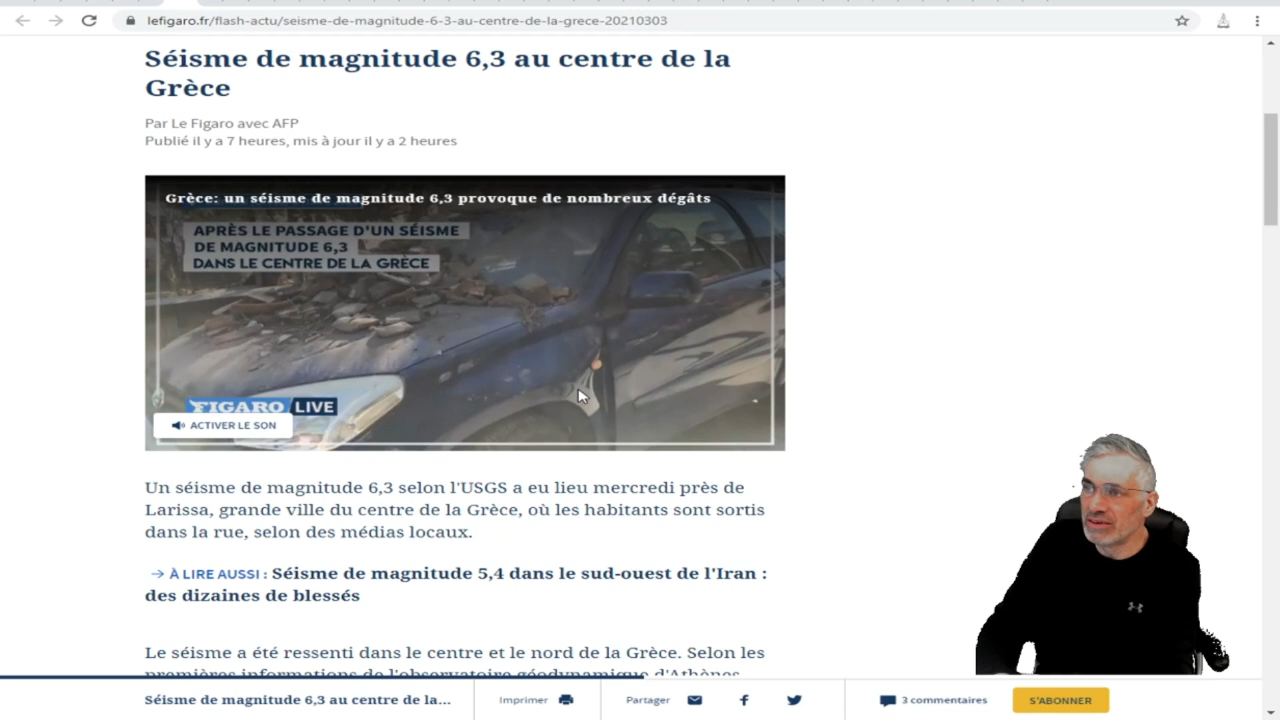 lefigaro.fr/flash-actu/seisme-de-magnitude-6-3-au-centre-de-la-grece-20210303
Séisme de magnitude 6,3 au centre de la
Grèce
Par Le Figaro avec AFP
Publié il y a 7 heures, mis à jour il y a 2 heures
Grèce: un séisme de magnitude 6,3 provoque de nombreux dégâts
APRÈS LE PASSAGE D'UN SÉISME
DE MAGNITUDE 6,3
DANS LE CENTRE DE LA GRÈCE
FIGARO LIVE
ACTIVER LE SON
Un séisme de magnitude 6,3 selon l'USGS a eu lieu mercredi près de
Larissa, grande ville du centre de la Grèce, où les habitants sont sortis
dans la rue, selon des médias locaux.
→ À LIRE AUSSI : Séisme de magnitude 5,4 dans le sud-ouest de l'Iran :
des dizaines de blessés
Le séisme a été ressenti dans le centre et le nord de la Grèce. Selon les
premières informations de l'observatoire géodynamique d'Athènes,
Séisme de magnitude 6,3 au centre de la...
Imprimer
Partager
3 commentaires
S'ABONNER